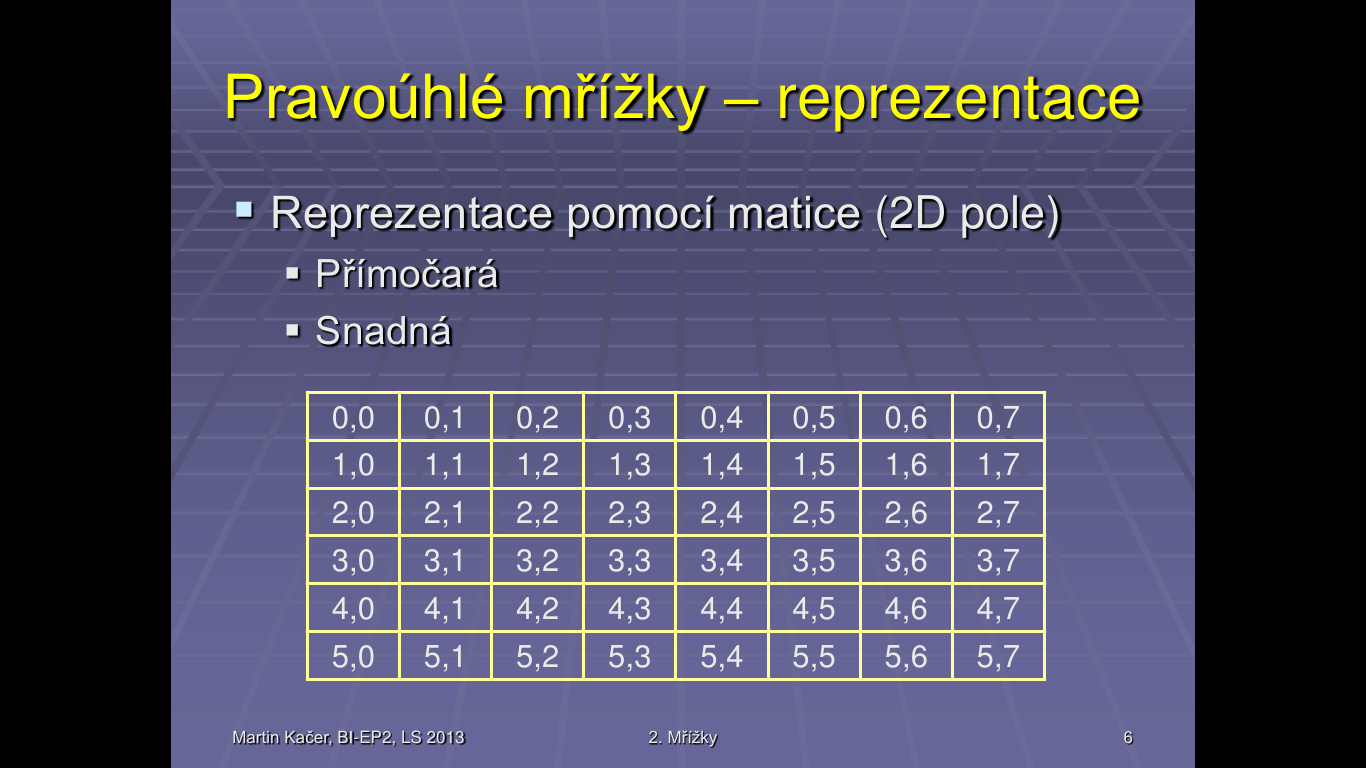 Pravoúhlé mřížky – reprezentace
Reprezentace pomocí matice (2D pole)
Přímočará
Snadná
0,0 0,1 0,2 0,3 0,4 0,5 0,6 0,7
1,0 1,1 1,2 1,3 1,4 1,5 1,6 1,7
2,0 2,1 2,2 2,3 2,4 2,5 2,6 2,7
3,0 3,1 3,2 3,3 3,4 3,5 3,6 3,7
4,0 4,1 4,2 4,3 4,4 4,5 4,6 4,7
5,0 5,1 5,2 5,3 5,4 5,5 5,6 5,7
Martin Kačer, BI-EP2, LS 2013 2. Mřížky 6